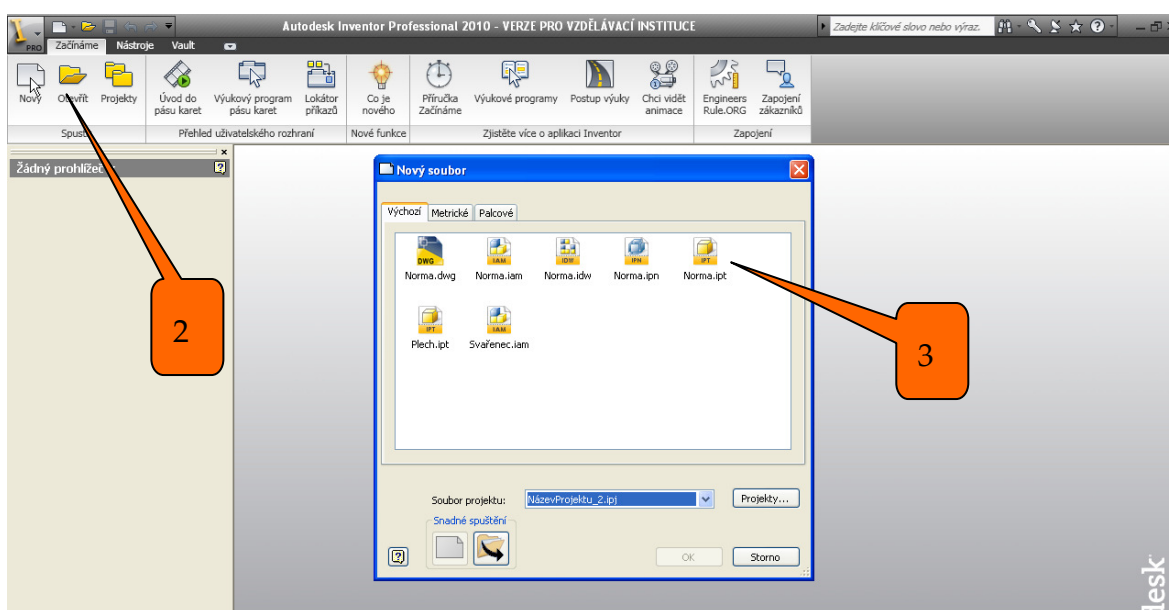 Autodesk Inventor Professional 2010 - VERZE PRO VZDĚLÁVACÍ INSTITUCE
Zadejte klíčové slovo nebo výraz.
PRO
Začínáme Nástroje Vault
Nový Otevřít Projekty
Úvod do pásu karet
Výukový program pásu karet
Lokátor příkazů
Co je nového
Příručka Začínáme
Výukové programy
Postup výuky
Chci vidět animace
Engineers Rule.ORG
Zapojení zákazníků
Přehled uživatelského rozhraní
Nové funkce
Zjistěte více o aplikaci Inventor
Zapojení
Nový soubor
Výchozí Metrické Palcové
DWG IAM IDW IPN IPT
Norma.dwg Norma.iam Norma.idw Norma.ipn Norma.ipt
IPT IAM
Plech.ipt Svařenec.iam
2
3
Soubor projektu: NázevProjektu_2.ipj Projekty...
Snadné spuštění
OK Storno
desk